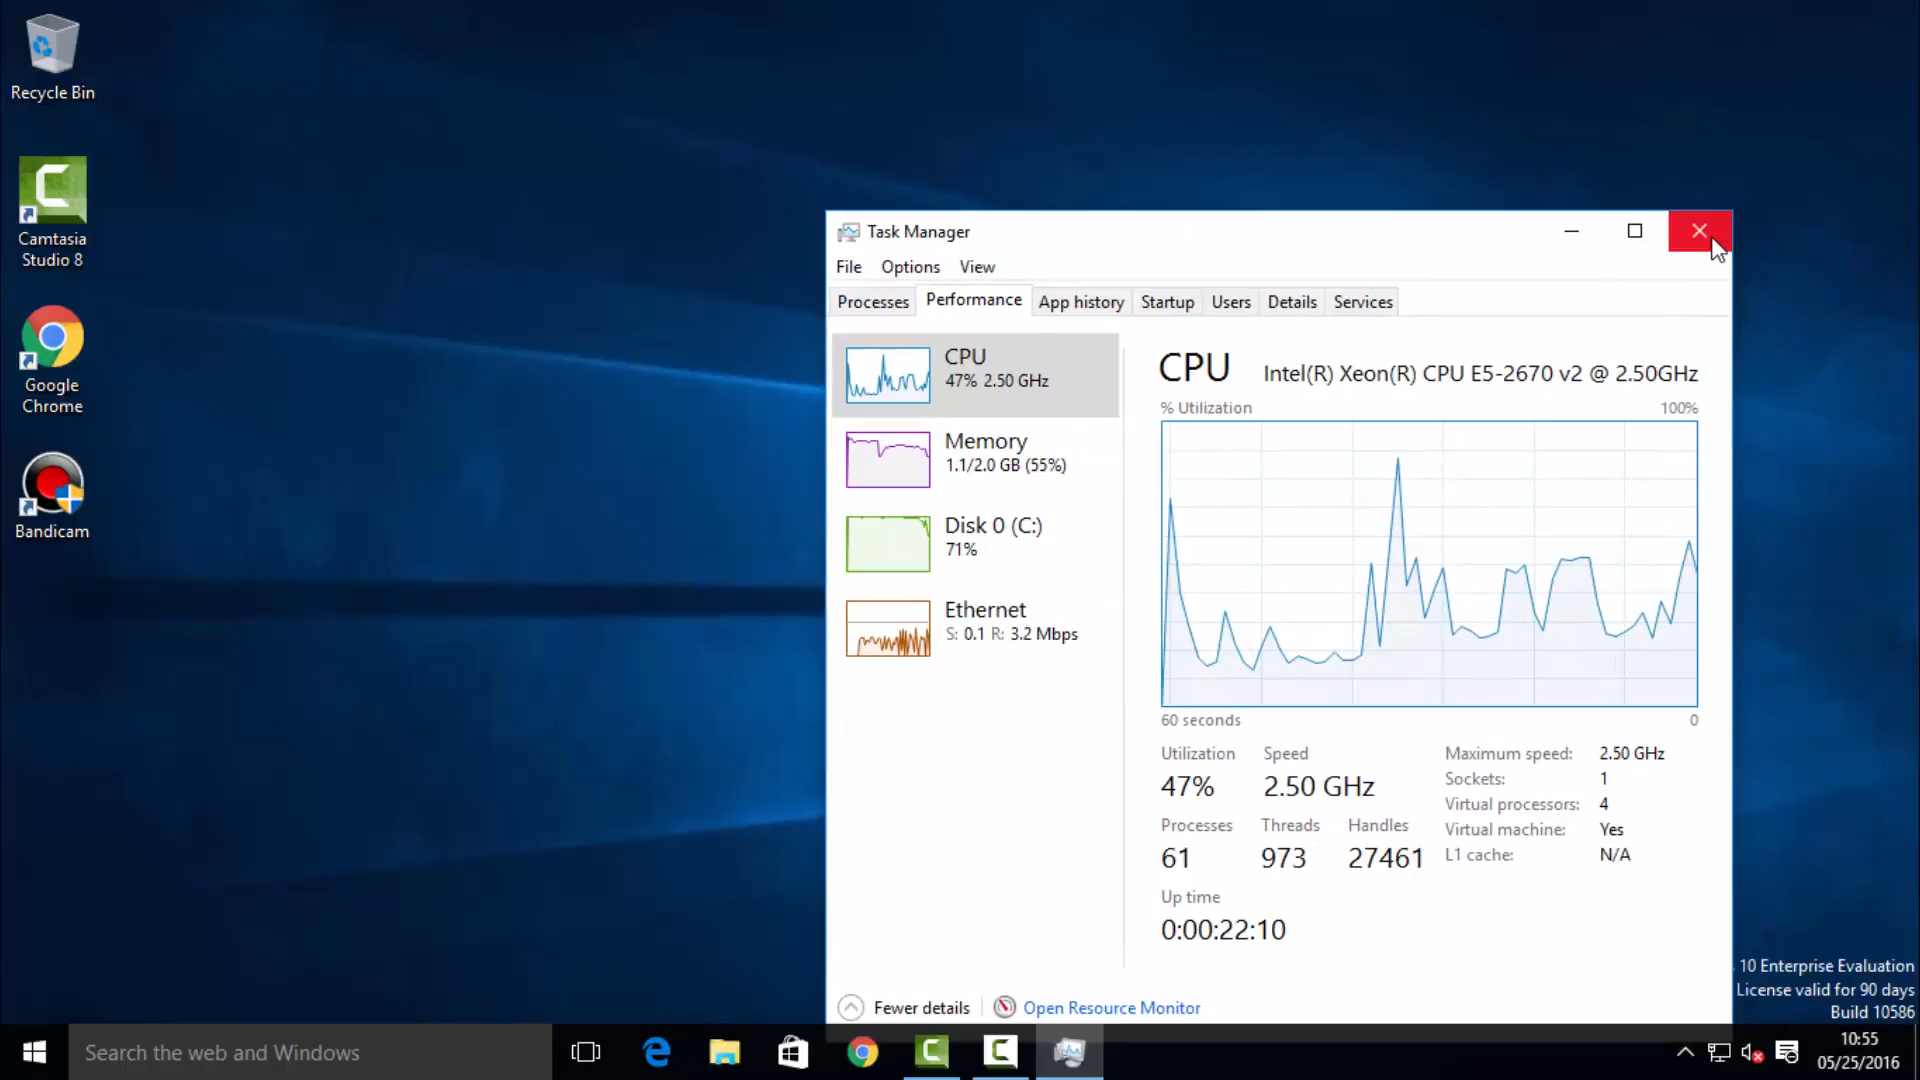 Recycle Bin
Camtasia
Studio 8
Google
Chrome
Bandicam
Task Manager
File Options View
Processes Performance App history Startup Users Details Services
CPU
47% 2.50 GHz
Memory
1.1/2.0 GB (55%)
Disk 0 (C:)
71%
Ethernet
S: 0.1 R: 3.2 Mbps
CPU Intel(R) Xeon(R) CPU E5-2670 v2 @ 2.50GHz
% Utilization 100%
60 seconds 0
Utilization Speed
47% 2.50 GHz
Processes Threads Handles
61 973 27461
Up time
0:00:22:10
Maximum speed: 2.50 GHz
Sockets: 1
Virtual processors: 4
Virtual machine: Yes
L1 cache: N/A
Fewer details Open Resource Monitor
10 Enterprise Evaluation
License valid for 90 days
Build 10586
Search the web and Windows
10:55
05/25/2016